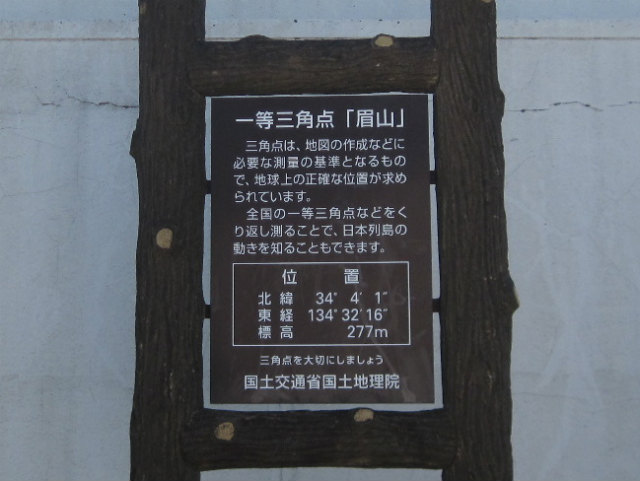 一等三角点「眉山」
三角点は、地図の作成などに
必要な測量の基準となるもの
で、地球上の正確な位置が求め
られています。
全国の一等三角点などをく
り返し測ることで、日本列島の
動きを知ることもできます。
位 置
北 緯 34° 4′ 1″
東 経 134° 32′ 16″
標 高 277m
三角点を大切にしましょう
国土交通省国土地理院